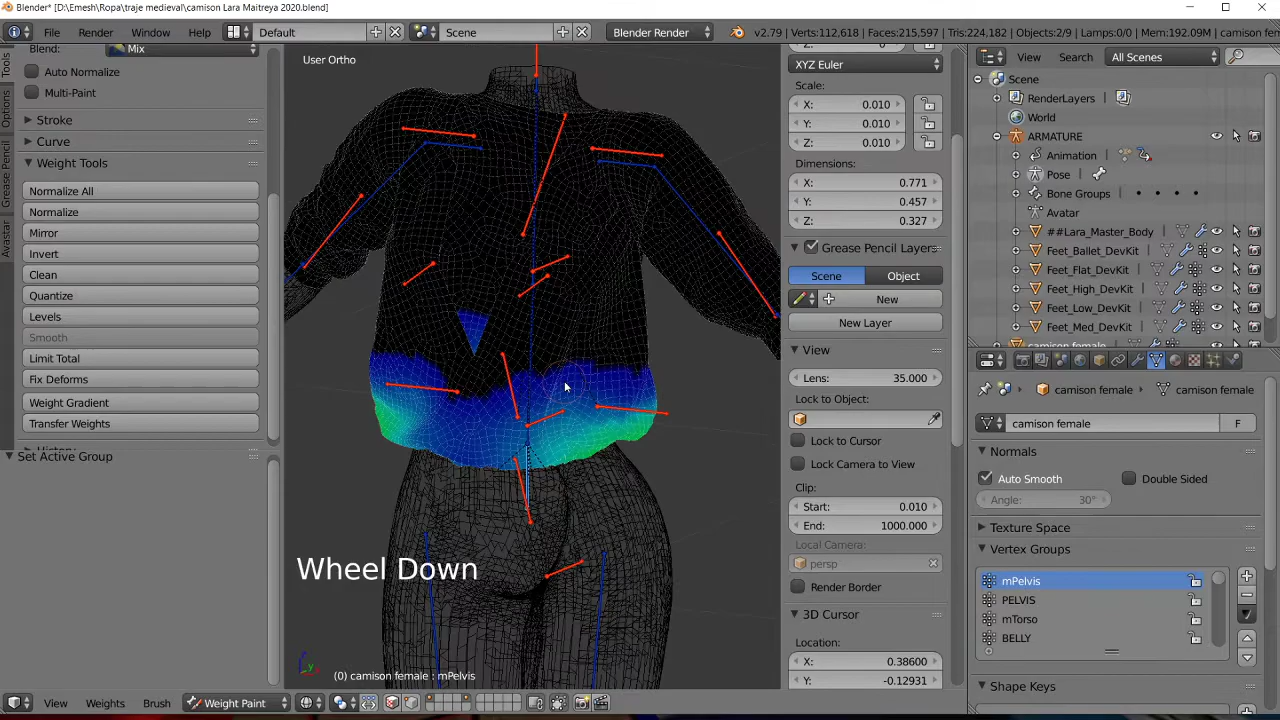 Blender* [D:\Emesh\Ropa\traje medieval\camison Lara Maitreya 2020.blend]
File Render Window Help Default Scene Blender Render v2.79 | Verts:112,618 | Faces:215,597 | Tris:224,182 | Objects:2/9 | Lamps:0/0 | Mem:192.09M | camison fem
Blend: Mix
Auto Normalize
Multi-Paint
Stroke
Curve
Weight Tools
Normalize All
Normalize
Mirror
Invert
Clean
Quantize
Levels
Smooth
Limit Total
Fix Deforms
Weight Gradient
Transfer Weights
Set Active Group
Tools
Options
Grease Pencil
Avastar
User Ortho
Wheel Down
(0) camison female : mPelvis
View Weights Brush Weight Paint
XYZ Euler
Scale:
X: 0.010
Y: 0.010
Z: 0.010
Dimensions:
X: 0.771
Y: 0.457
Z: 0.327
Grease Pencil Layers
Scene Object
New
New Layer
View
Lens: 35.000
Lock to Object:
Lock to Cursor
Lock Camera to View
Clip:
Start: 0.010
End: 1000.000
Local Camera:
persp
Render Border
3D Cursor
Location:
X: 0.38600
Y: -0.12931
View Search All Scenes
Scene
RenderLayers
World
ARMATURE
Animation
Pose
Bone Groups
Avatar
##Lara_Master_Body
Feet_Ballet_DevKit
Feet_Flat_DevKit
Feet_High_DevKit
Feet_Low_DevKit
Feet_Med_DevKit
camison female
camison female camison female
camison female F
Normals
Auto Smooth Double Sided
Angle: 30°
Texture Space
Vertex Groups
mPelvis
PELVIS
mTorso
BELLY
Shape Keys